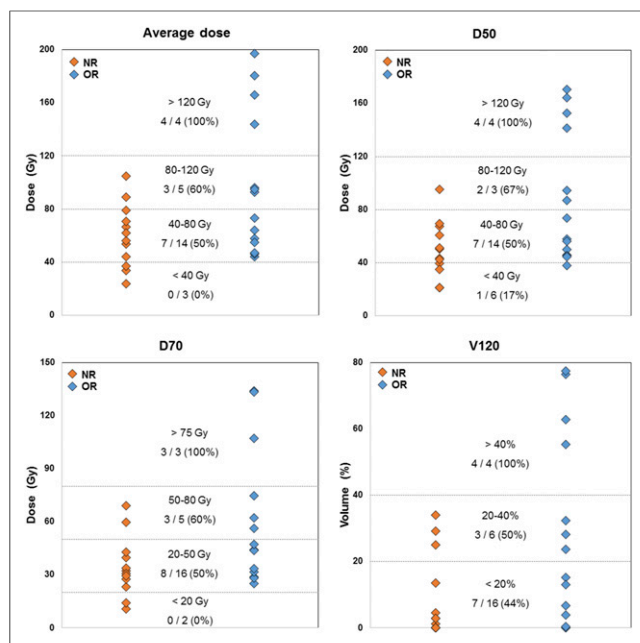 Average dose
200
NR
OR
160
> 120 Gy
4 / 4 (100%)
120
80-120 Gy
3 / 5 (60%)
80
40-80 Gy
7 / 14 (50%)
40
< 40 Gy
0 / 3 (0%)
0
Dose (Gy)
D50
200
NR
OR
160
> 120 Gy
4 / 4 (100%)
120
80-120 Gy
2 / 3 (67%)
80
40-80 Gy
7 / 14 (50%)
40
< 40 Gy
1 / 6 (17%)
0
Dose (Gy)
D70
150
NR
OR
120
> 75 Gy
3 / 3 (100%)
90
50-80 Gy
3 / 5 (60%)
60
20-50 Gy
8 / 16 (50%)
30
< 20 Gy
0 / 2 (0%)
0
Dose (Gy)
V120
80
NR
OR
60
> 40%
4 / 4 (100%)
40
20-40%
3 / 6 (50%)
20
< 20%
7 / 16 (44%)
0
Volume (%)